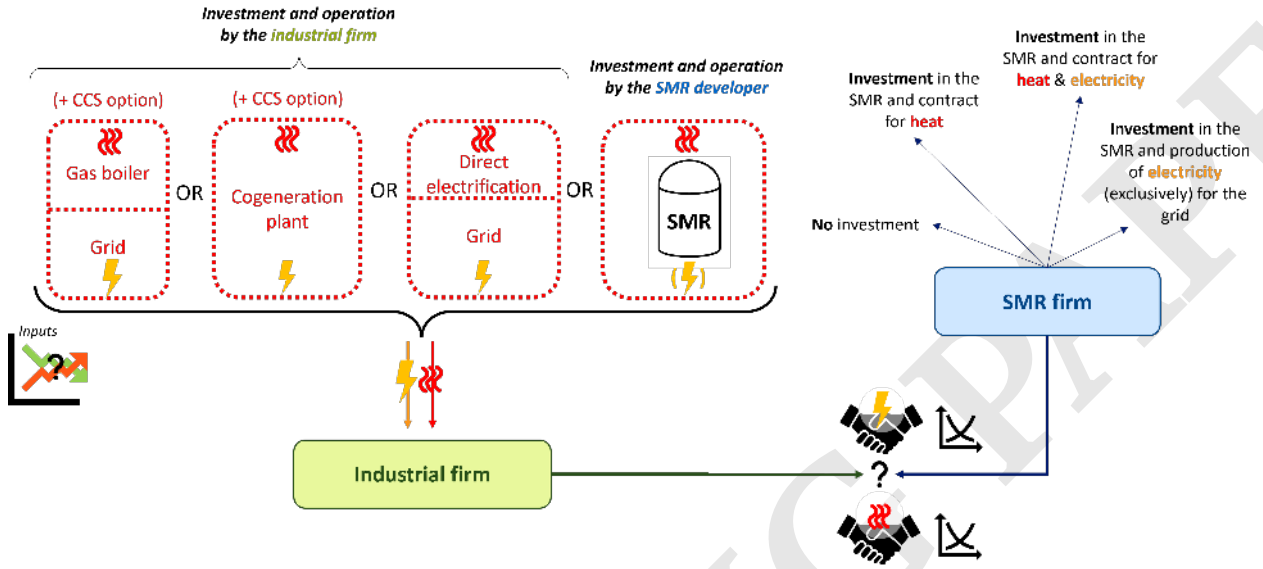 Investment and operation
by the industrial firm
Investment and operation
by the SMR developer
(+ CCS option)
(+ CCS option)
Gas boiler
Grid
OR
Cogeneration
plant
OR
Direct
electrification
Grid
OR
SMR
( )
Inputs
?
Industrial firm
Investment in the
SMR and contract
for heat
Investment in the
SMR and contract for
heat & electricity
Investment in the
SMR and production
of electricity
(exclusively) for the
grid
No investment
SMR firm
?
G PAPE